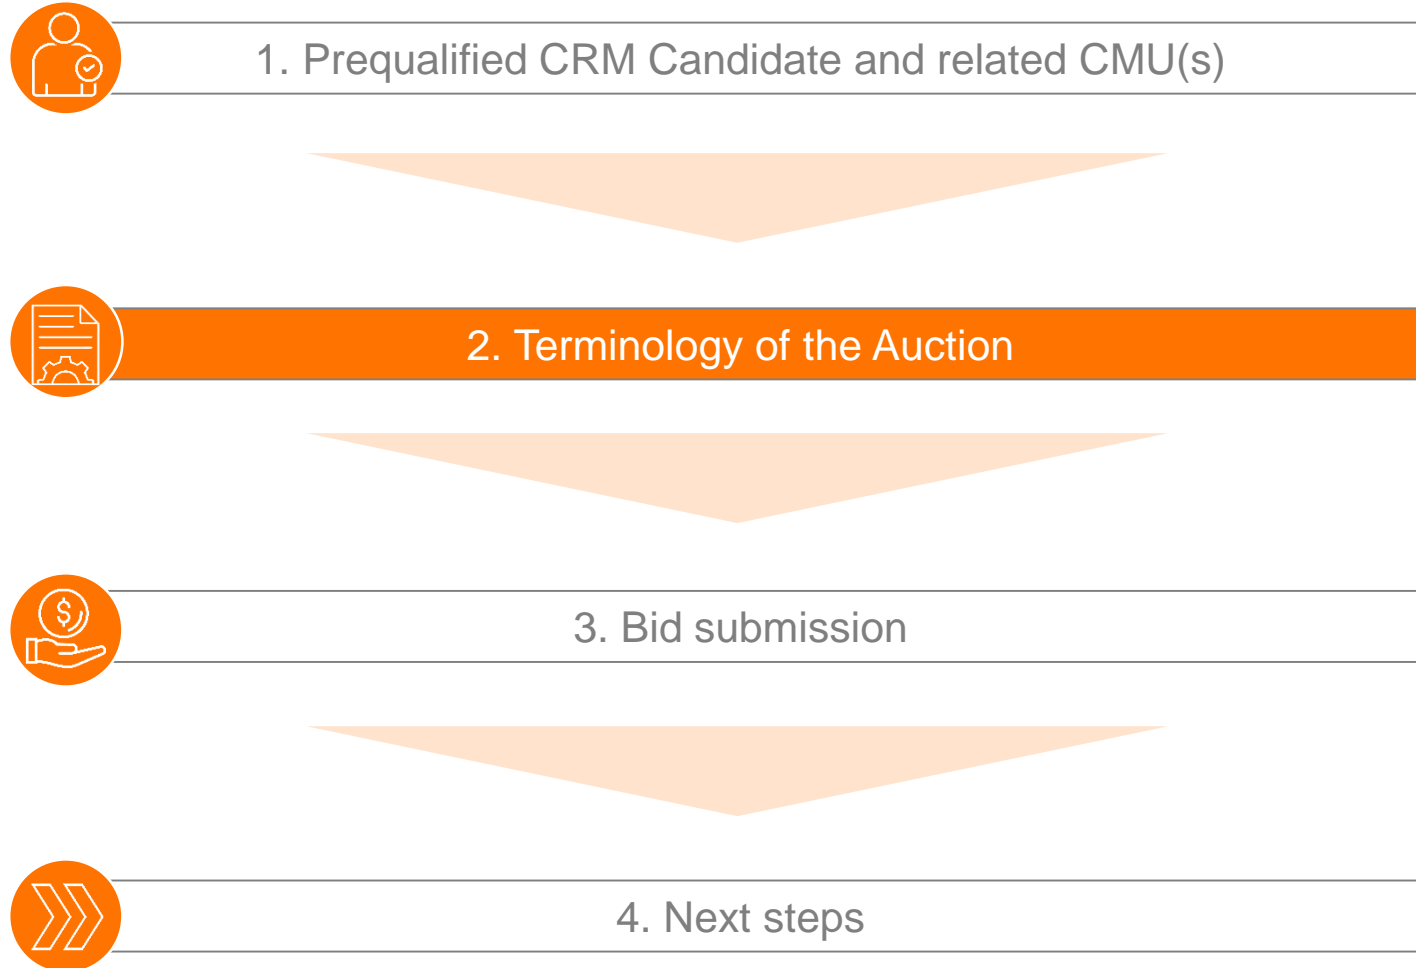 1. Prequalified CRM Candidate and related CMU(s)
2. Terminology of the Auction
$
3. Bid submission
4. Next steps